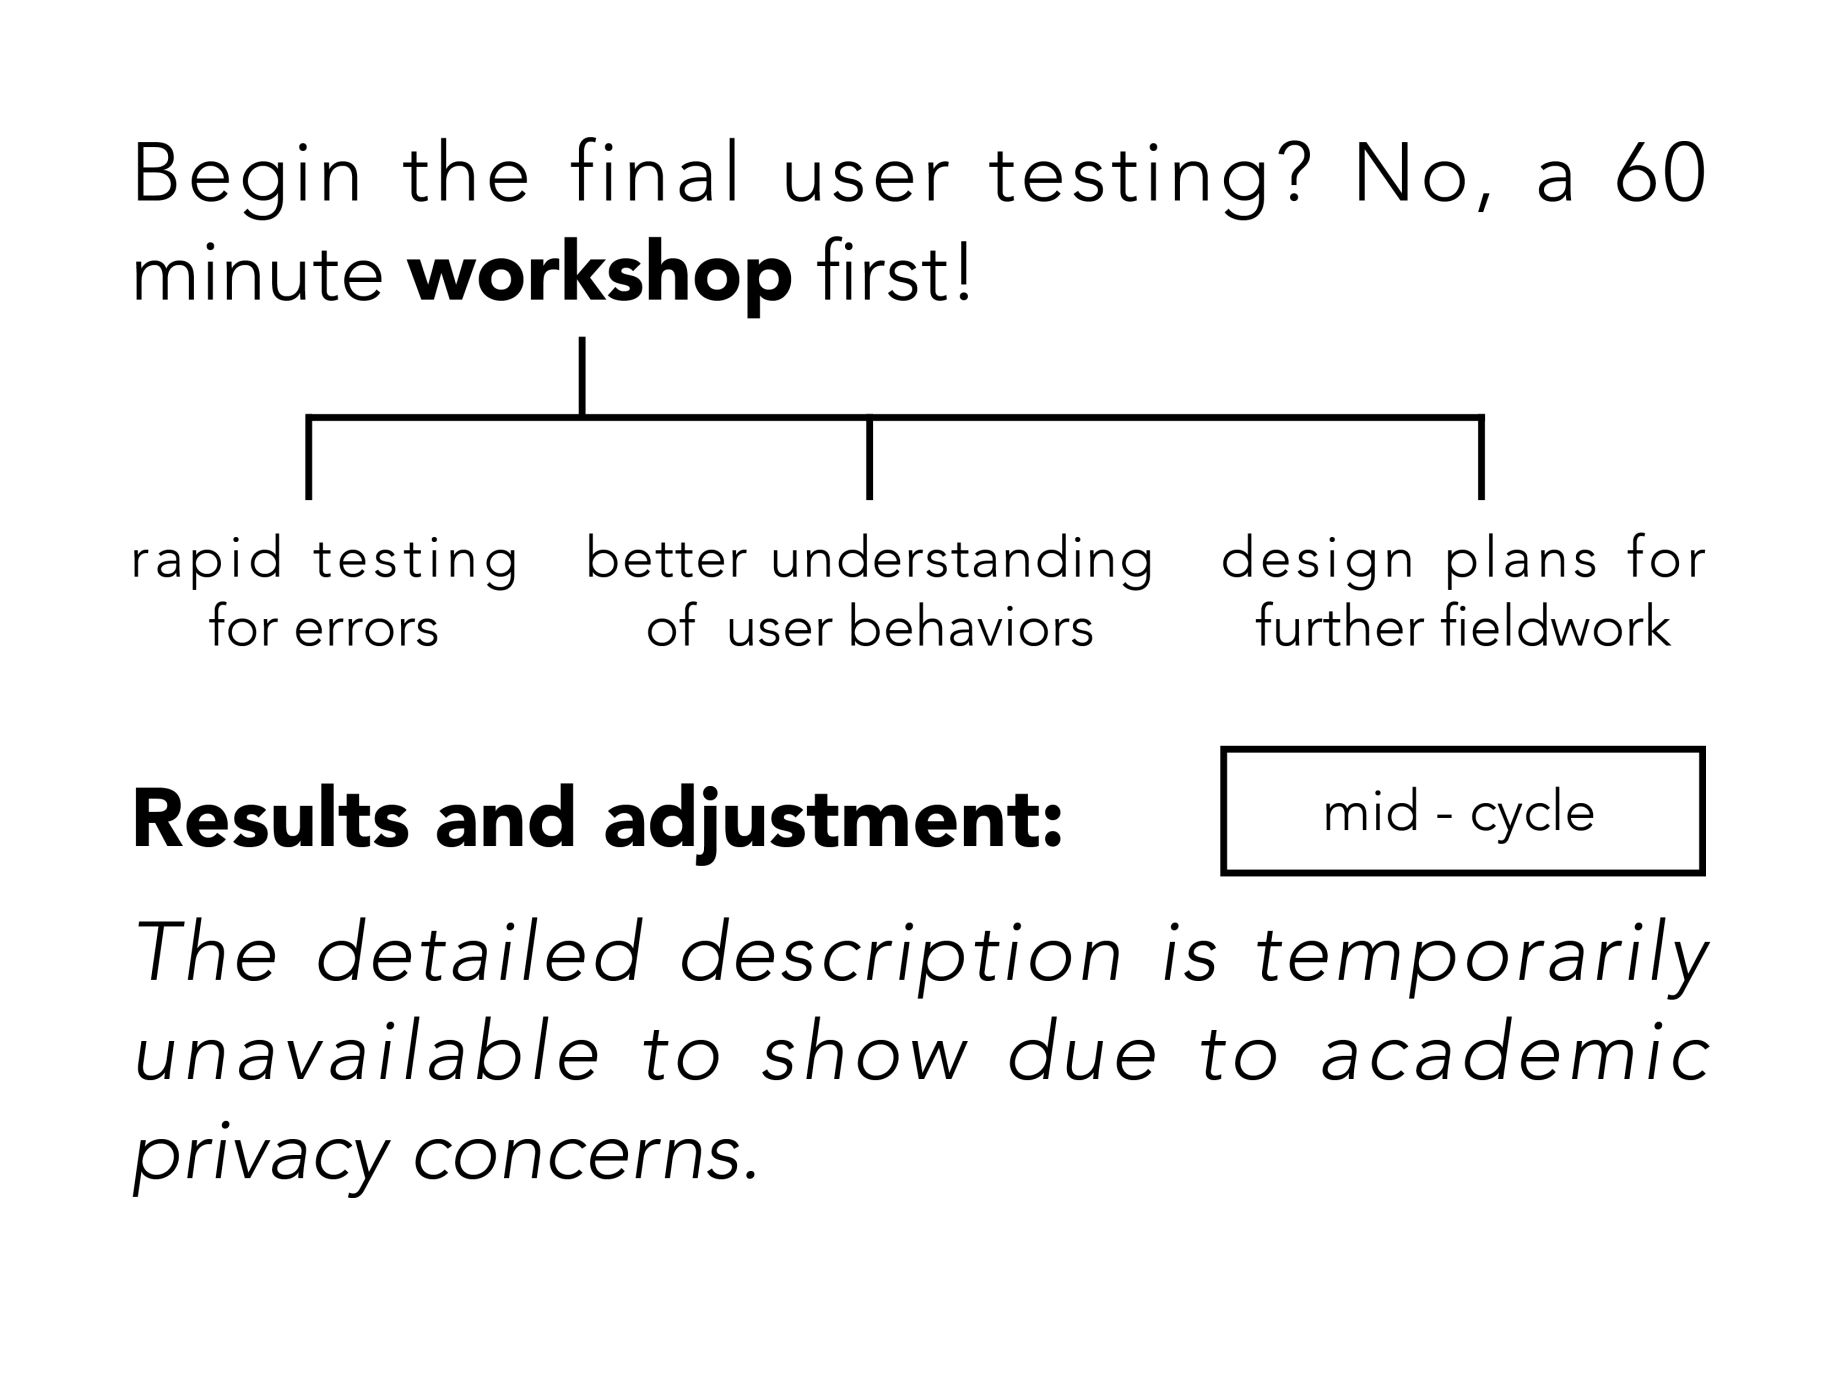 Begin the final user testing? No, a 60
minute workshop first!
rapid testing
for errors
better understanding
of user behaviors
design plans for
further fieldwork
Results and adjustment:
mid - cycle
The detailed description is temporarily
unavailable to show due to academic
privacy concerns.